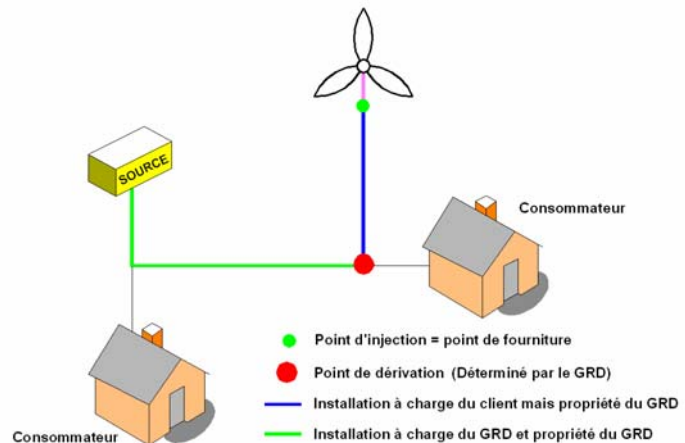 SOURCE
Consommateur
Point d'injection = point de fourniture
Point de dérivation (Déterminé par le GRD)
Installation à charge du client mais propriété du GRD
Installation à charge du GRD et propriété du GRD
Consommateur